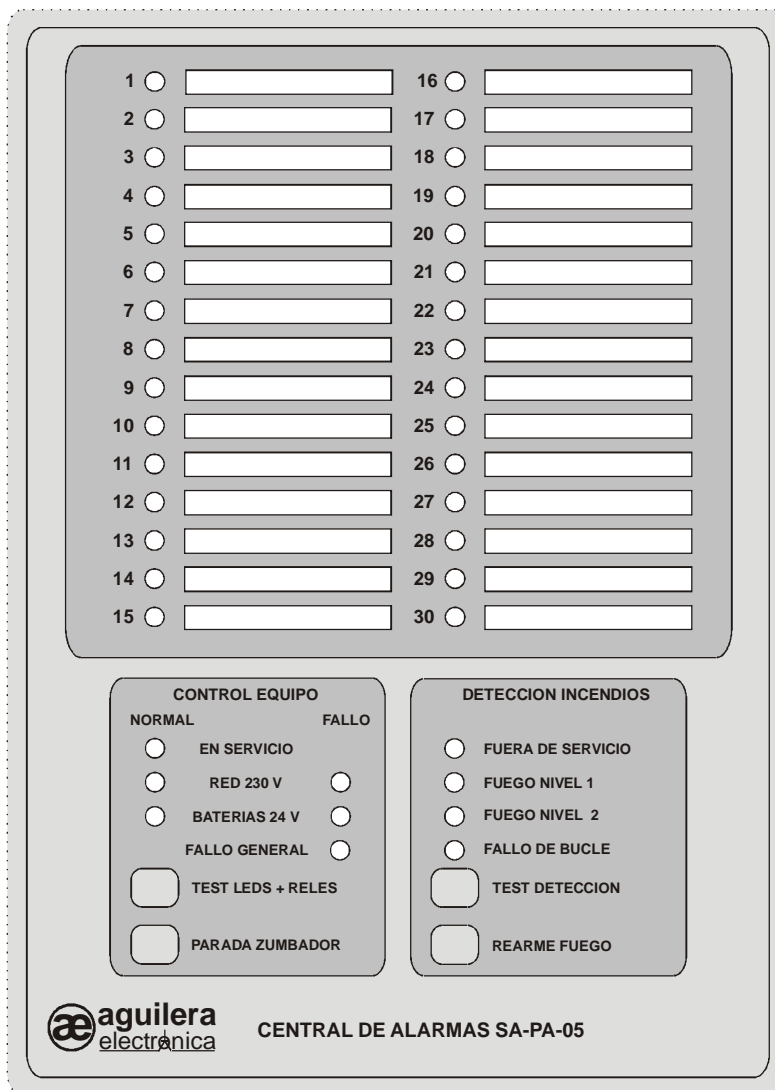 1 16
2 17
3 18
4 19
5 20
6 21
7 22
8 23
9 24
10 25
11 26
12 27
13 28
14 29
15 30
CONTROL EQUIPO
NORMAL FALLO
EN SERVICIO
RED 230 V
BATERIAS 24 V
FALLO GENERAL
TEST LEDS + RELES
PARADA ZUMBADOR
DETECCION INCENDIOS
FUERA DE SERVICIO
FUEGO NIVEL 1
FUEGO NIVEL 2
FALLO DE BUCLE
TEST DETECCION
REARME FUEGO
æ aguilera
electrónica
CENTRAL DE ALARMAS SA-PA-05